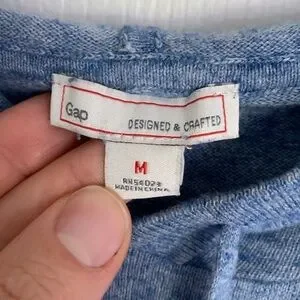 Gap
DESIGNED & CRAFTED
M
RN54023
MADE IN CHINA